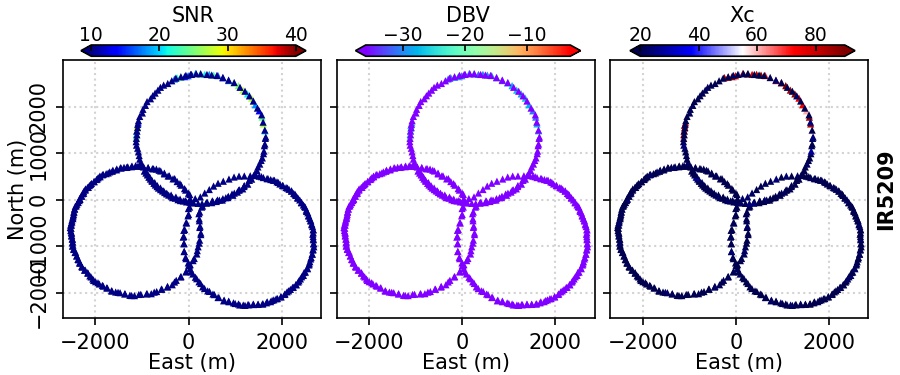 SNR DBV Xc
10 20 30 40 −30 −20 −10 20 40 60 80
North (m)
2000
1000
0
−1000
−2000
−2000 0 2000 −2000 0 2000 −2000 0 2000
East (m) East (m) East (m)
IR5209